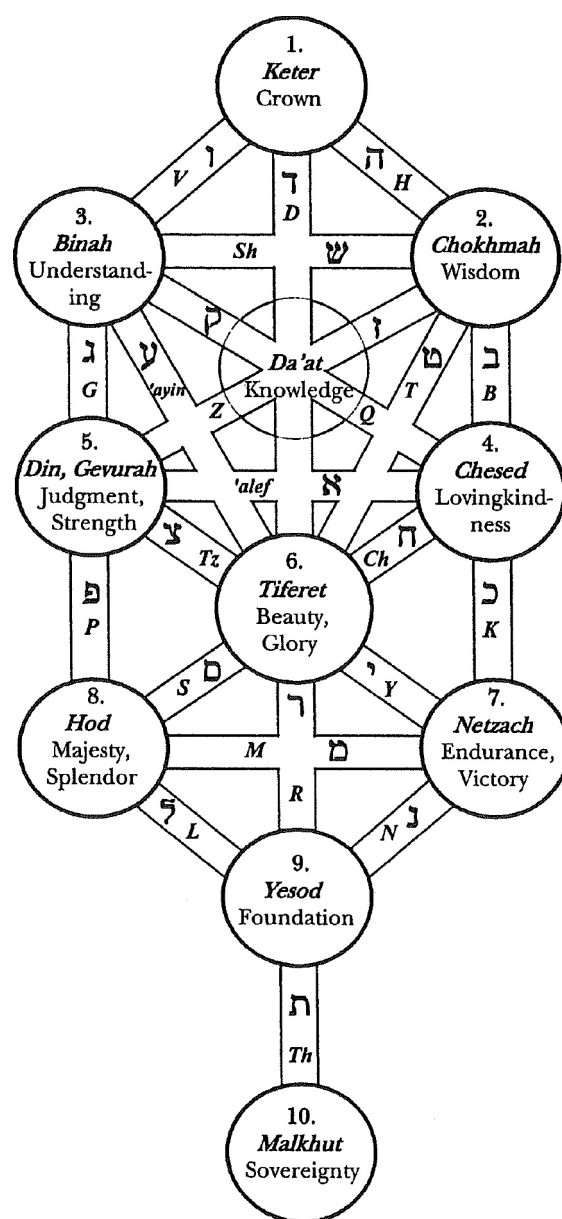 1.
Keter
Crown
ו
ה
V
H
ד
D
3.
Binah
Understand-
ing
2.
Chokhmah
Wisdom
Sh
ש
ק
ז
ג
G
ע
'ayin
Z
Da'at
Knowledge
Q
ט
T
ב
B
5.
Din, Gevurah
Judgment,
Strength
4.
Chesed
Lovingkind-
ness
'alef
א
צ
Tz
ח
Ch
6.
Tiferet
Beauty,
Glory
פ
P
כ
K
S
ס
י
Y
ר
R
8.
Hod
Majesty,
Splendor
7.
Netzach
Endurance,
Victory
M
מ
ל
L
N
נ
9.
Yesod
Foundation
ת
Th
10.
Malkhut
Sovereignty